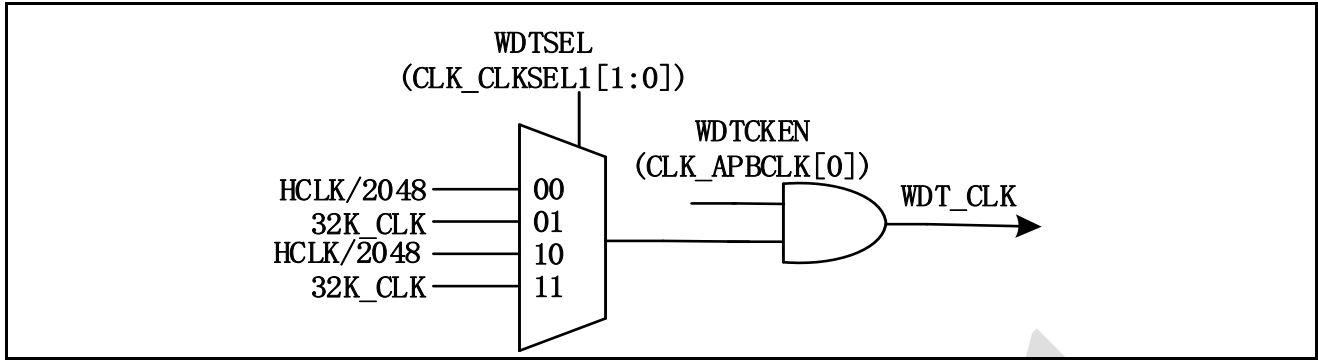 WDTSEL
(CLK_CLKSEL1[1:0])
WDTCKEN
(CLK_APBCLK[0])
HCLK/2048
00
WDT_CLK
32K_CLK
01
HCLK/2048
10
32K_CLK
11